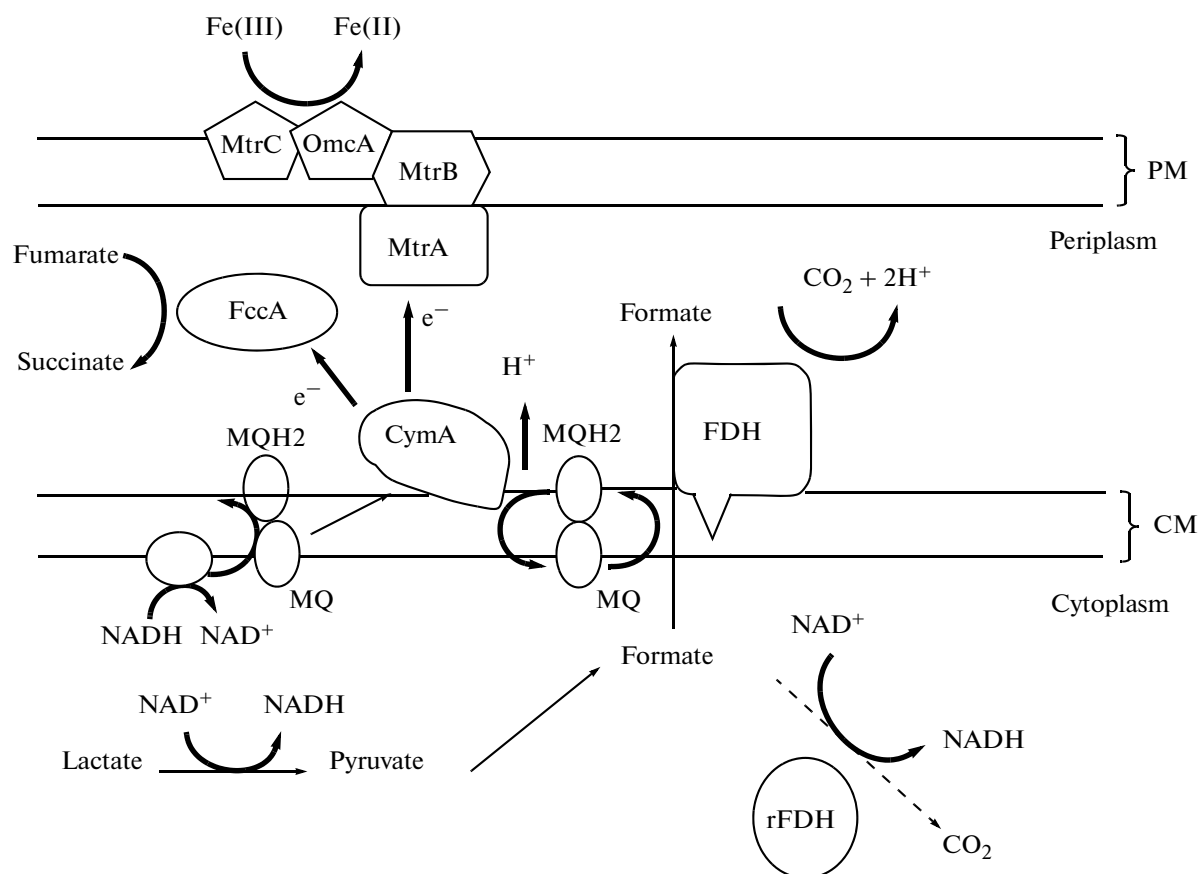 Fe(III) Fe(II)
MtrC OmcA
MtrB
PM
MtrA
Periplasm
Fumarate
CO₂ + 2H⁺
FccA
Formate
e⁻
Succinate
H⁺
e⁻
MQH2
CymA
MQH2
FDH
CM
MQ
MQ
Cytoplasm
NADH NAD⁺
NAD⁺
Formate
NAD⁺ NADH
NADH
Lactate Pyruvate
rFDH
CO₂